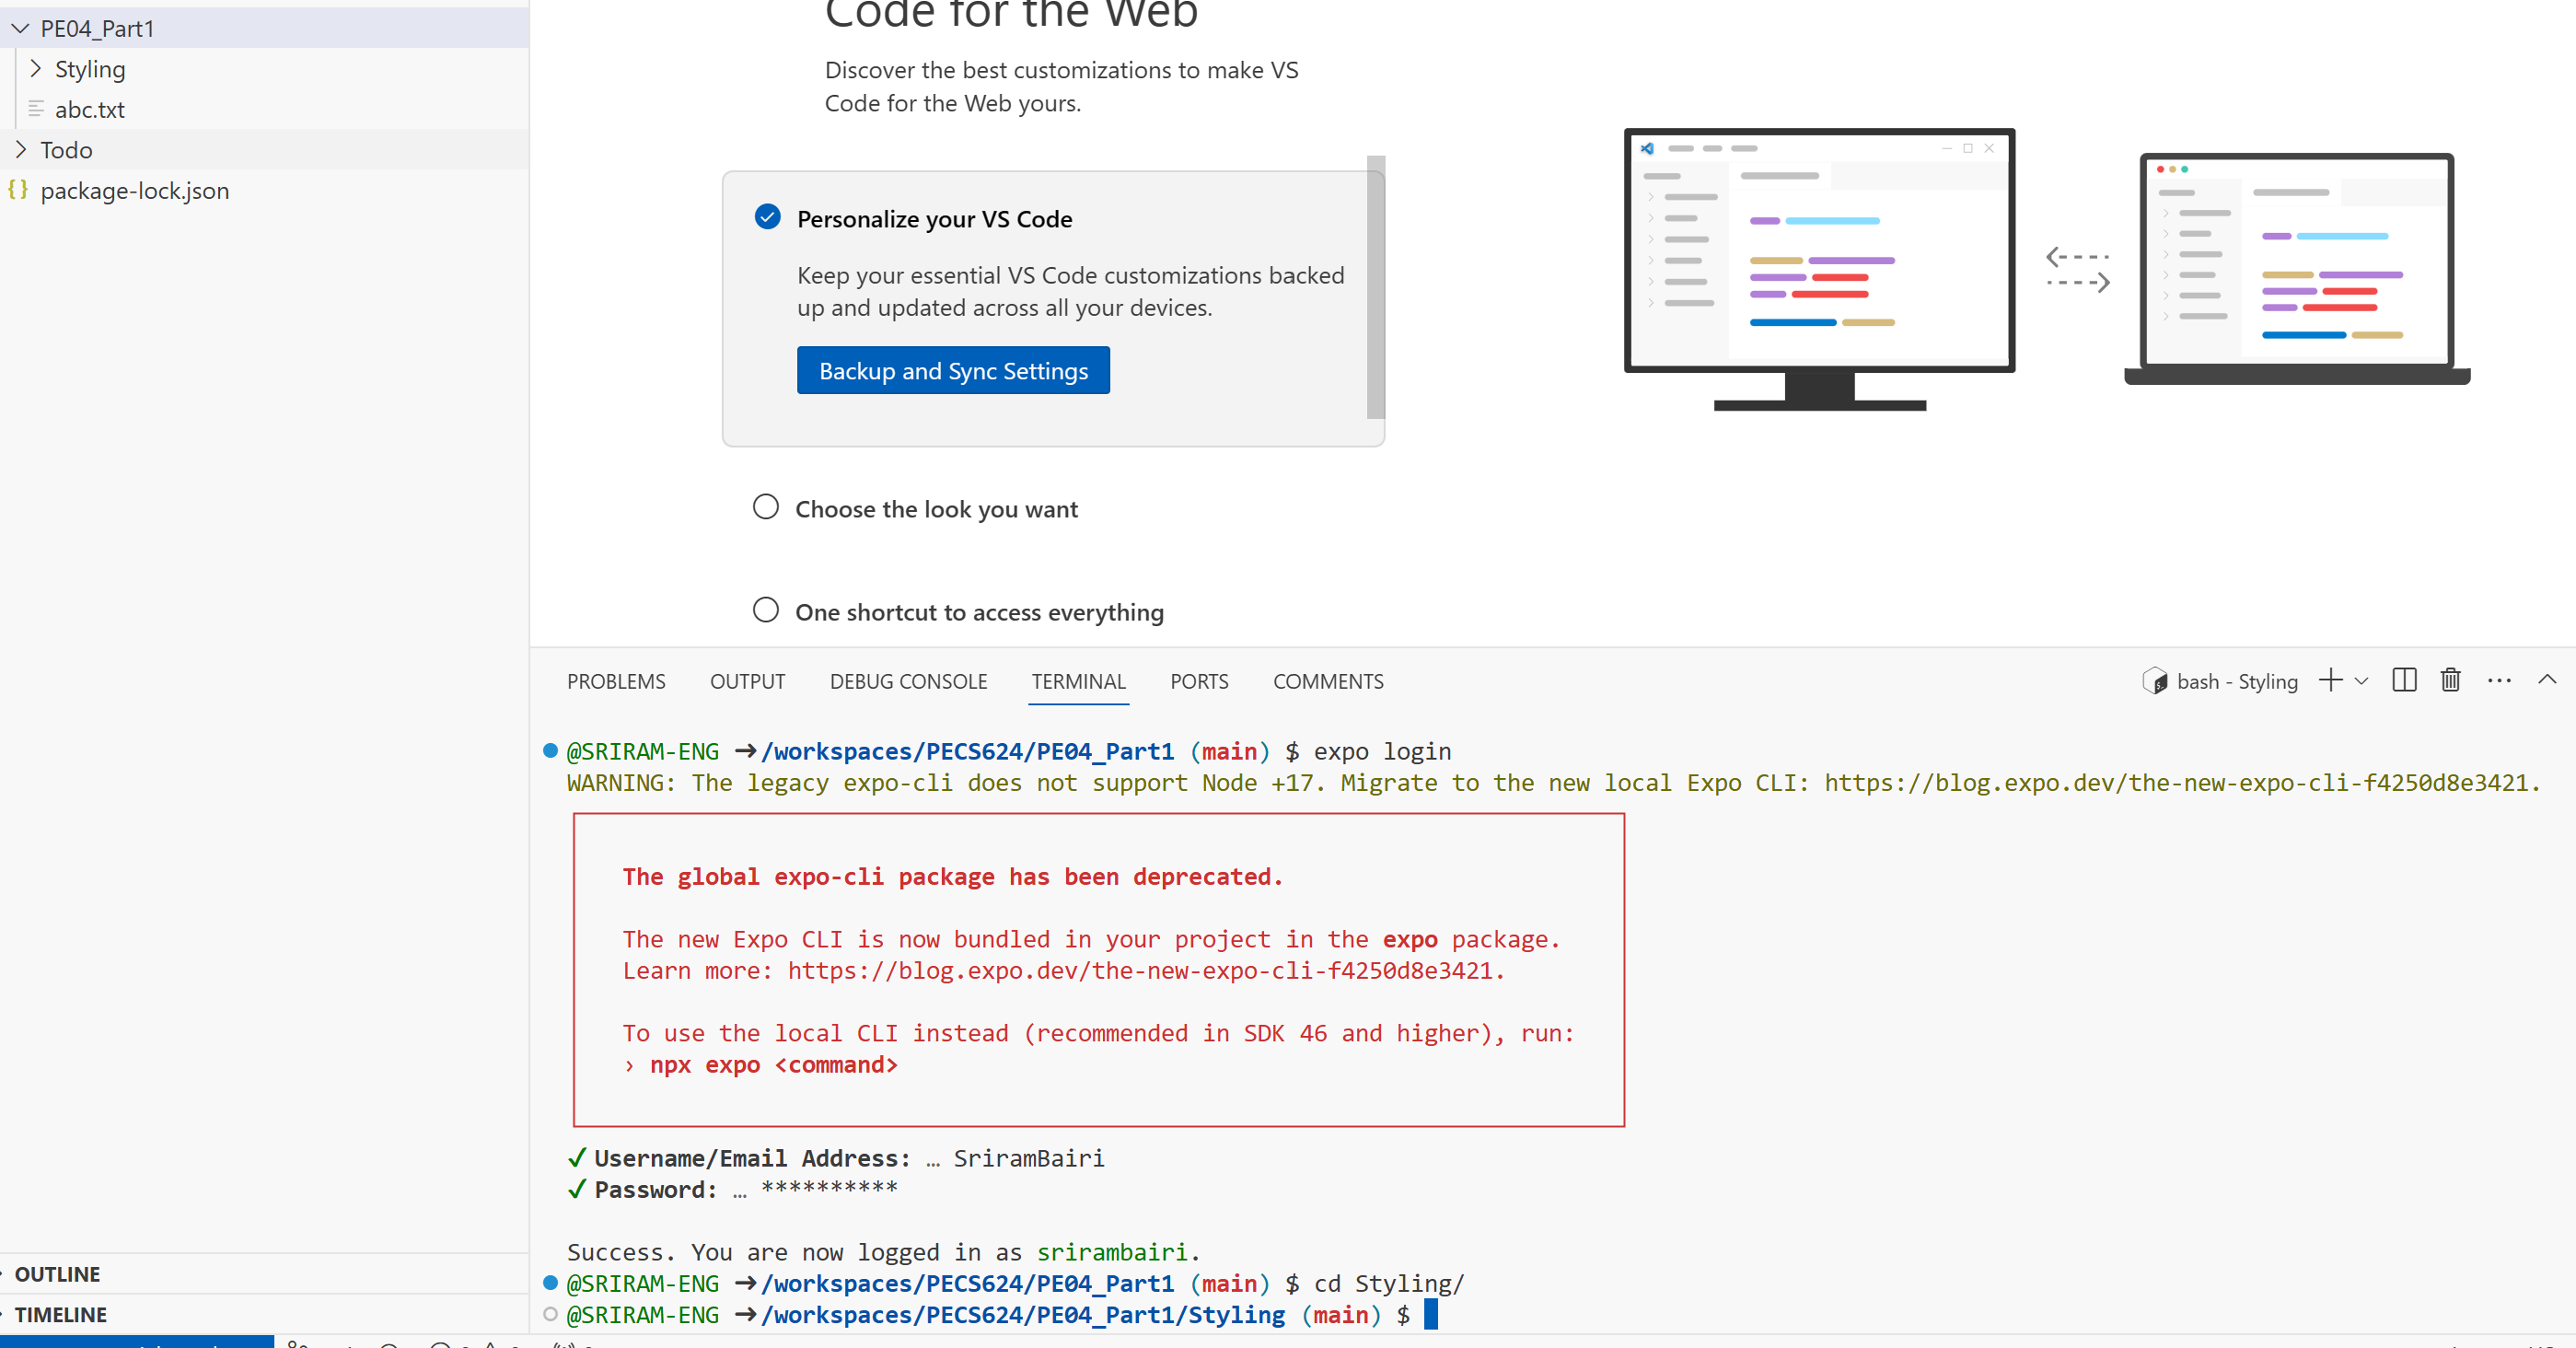 PE04_Part1
Styling
abc.txt
Todo
package-lock.json
OUTLINE
TIMELINE
Code for the Web
Discover the best customizations to make VS
Code for the Web yours.
Personalize your VS Code
Keep your essential VS Code customizations backed
up and updated across all your devices.
Backup and Sync Settings
Choose the look you want
One shortcut to access everything
PROBLEMS OUTPUT DEBUG CONSOLE TERMINAL PORTS COMMENTS bash - Styling
@SRIRAM-ENG ➜/workspaces/PECS624/PE04_Part1 (main) $ expo login
WARNING: The legacy expo-cli does not support Node +17. Migrate to the new local Expo CLI: https://blog.expo.dev/the-new-expo-cli-f4250d8e3421.
The global expo-cli package has been deprecated.
The new Expo CLI is now bundled in your project in the expo package.
Learn more: https://blog.expo.dev/the-new-expo-cli-f4250d8e3421.
To use the local CLI instead (recommended in SDK 46 and higher), run:
› npx expo <command>
✓ Username/Email Address: … SriramBairi
✓ Password: … **********
Success. You are now logged in as srirambairi.
@SRIRAM-ENG ➜/workspaces/PECS624/PE04_Part1 (main) $ cd Styling/
@SRIRAM-ENG ➜/workspaces/PECS624/PE04_Part1/Styling (main) $